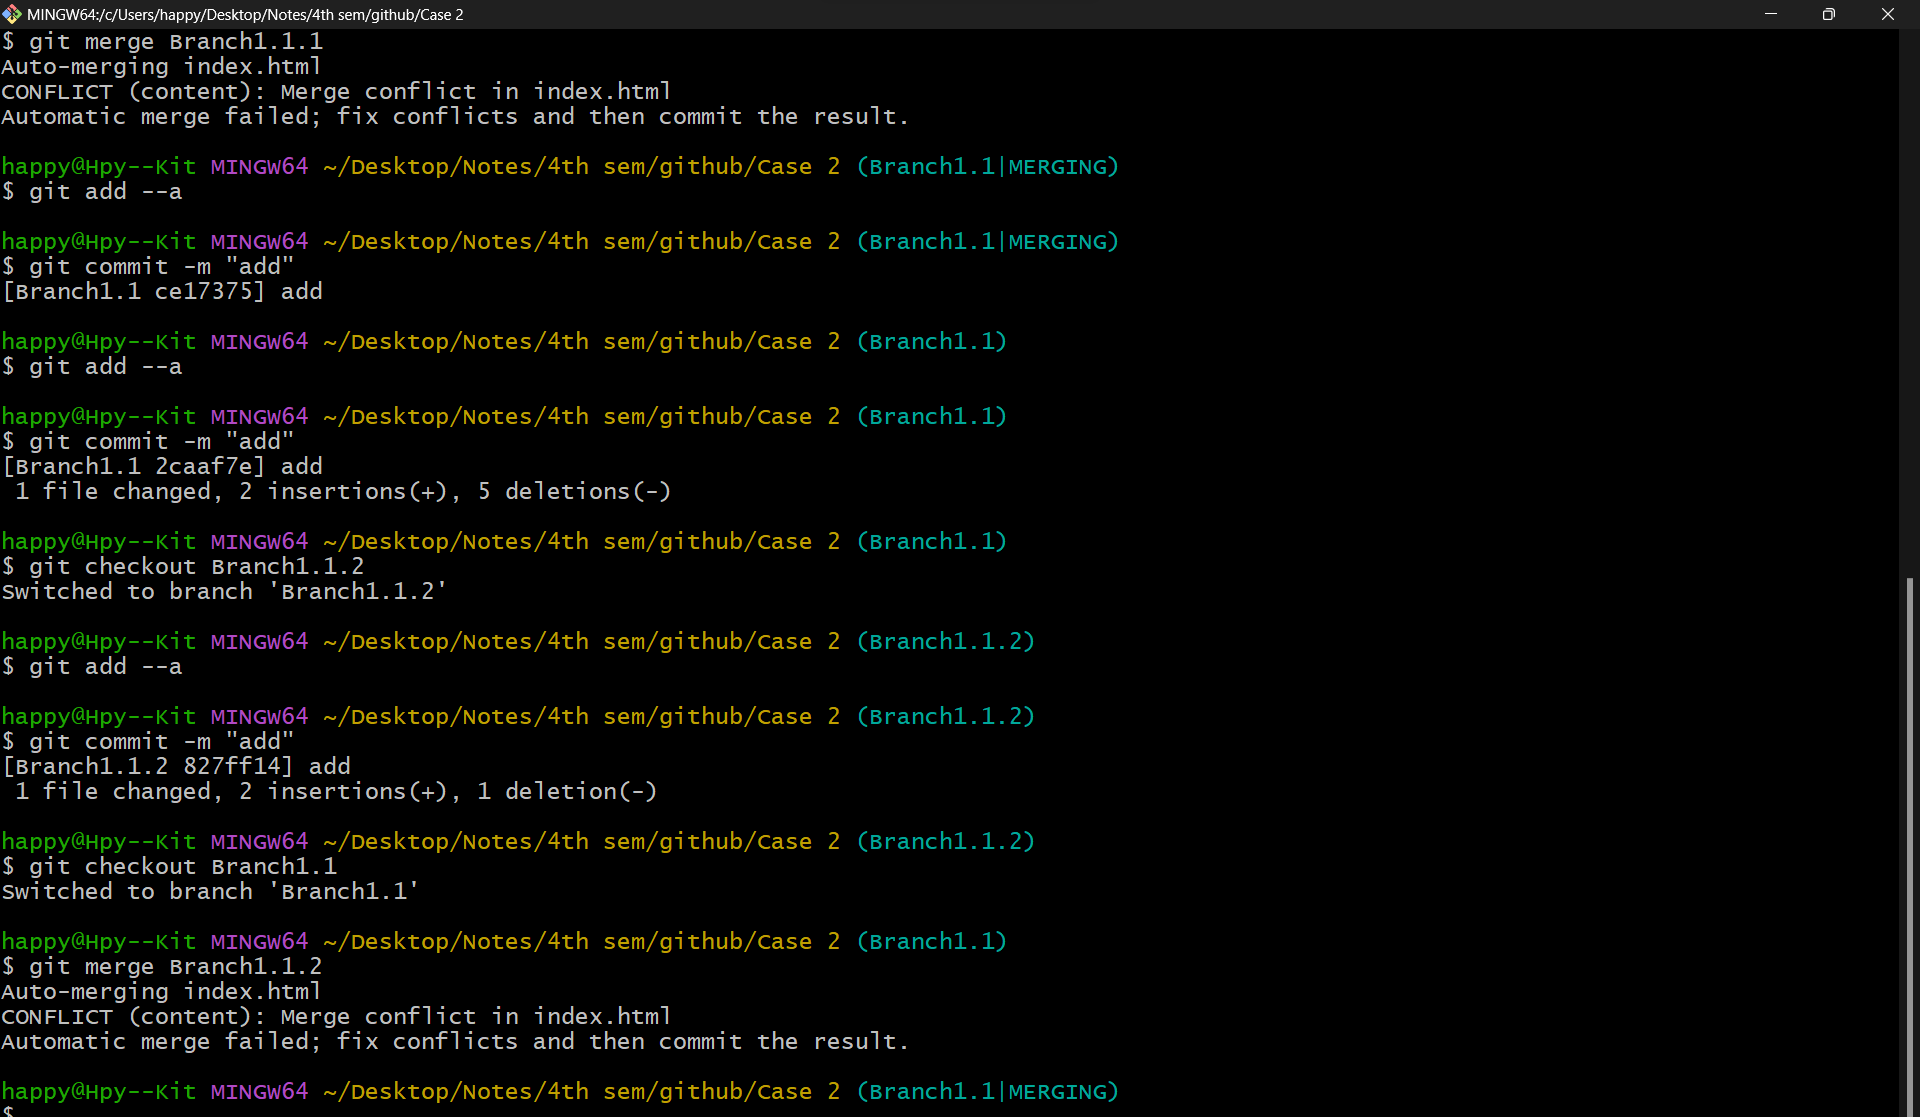 MINGW64:/c/Users/happy/Desktop/Notes/4th sem/github/Case 2
$ git merge Branch1.1.1
Auto-merging index.html
CONFLICT (content): Merge conflict in index.html
Automatic merge failed; fix conflicts and then commit the result.
happy@Hpy--Kit MINGW64 ~/Desktop/Notes/4th sem/github/Case 2 (Branch1.1|MERGING)
$ git add --a
happy@Hpy--Kit MINGW64 ~/Desktop/Notes/4th sem/github/Case 2 (Branch1.1|MERGING)
$ git commit -m "add"
[Branch1.1 ce17375] add
happy@Hpy--Kit MINGW64 ~/Desktop/Notes/4th sem/github/Case 2 (Branch1.1)
$ git add --a
happy@Hpy--Kit MINGW64 ~/Desktop/Notes/4th sem/github/Case 2 (Branch1.1)
$ git commit -m "add"
[Branch1.1 2caaf7e] add
 1 file changed, 2 insertions(+), 5 deletions(-)
happy@Hpy--Kit MINGW64 ~/Desktop/Notes/4th sem/github/Case 2 (Branch1.1)
$ git checkout Branch1.1.2
Switched to branch 'Branch1.1.2'
happy@Hpy--Kit MINGW64 ~/Desktop/Notes/4th sem/github/Case 2 (Branch1.1.2)
$ git add --a
happy@Hpy--Kit MINGW64 ~/Desktop/Notes/4th sem/github/Case 2 (Branch1.1.2)
$ git commit -m "add"
[Branch1.1.2 827ff14] add
 1 file changed, 2 insertions(+), 1 deletion(-)
happy@Hpy--Kit MINGW64 ~/Desktop/Notes/4th sem/github/Case 2 (Branch1.1.2)
$ git checkout Branch1.1
Switched to branch 'Branch1.1'
happy@Hpy--Kit MINGW64 ~/Desktop/Notes/4th sem/github/Case 2 (Branch1.1)
$ git merge Branch1.1.2
Auto-merging index.html
CONFLICT (content): Merge conflict in index.html
Automatic merge failed; fix conflicts and then commit the result.
happy@Hpy--Kit MINGW64 ~/Desktop/Notes/4th sem/github/Case 2 (Branch1.1|MERGING)
$